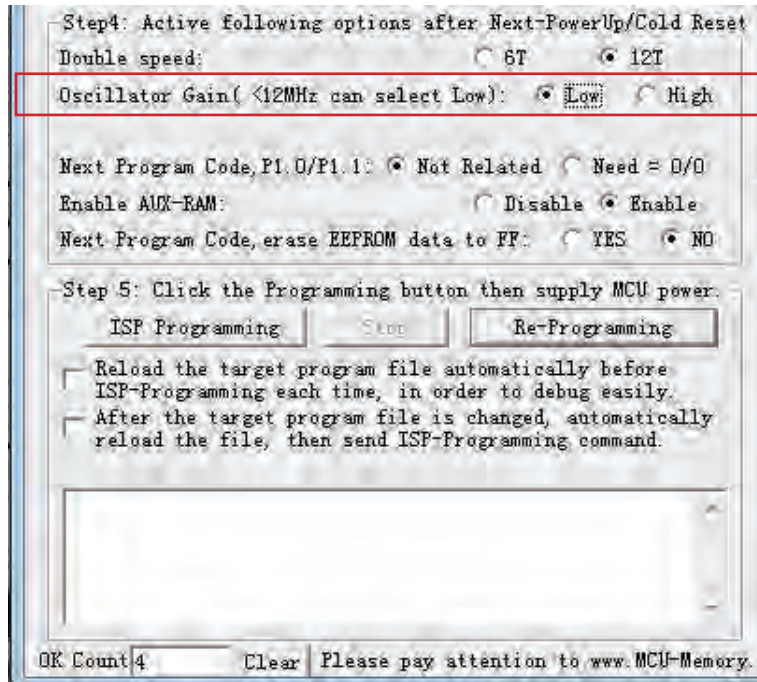 Step4: Active following options after Next-PowerUp/Cold Reset
Double speed: 6T 12T
Oscillator Gain( <12MHz can select Low): Low High
Next Program Code,P1.0/P1.1: Not Related Need = 0/0
Enable AUX-RAM: Disable Enable
Next Program Code,erase EEPROM data to FF: YES NO
Step 5: Click the Programming button then supply MCU power.
ISP Programming Stop Re-Programming
Reload the target program file automatically before
ISP-Programming each time, in order to debug easily.
After the target program file is changed, automatically
reload the file, then send ISP-Programming command.
OK Count 4 Clear Please pay attention to www.MCU-Memory.